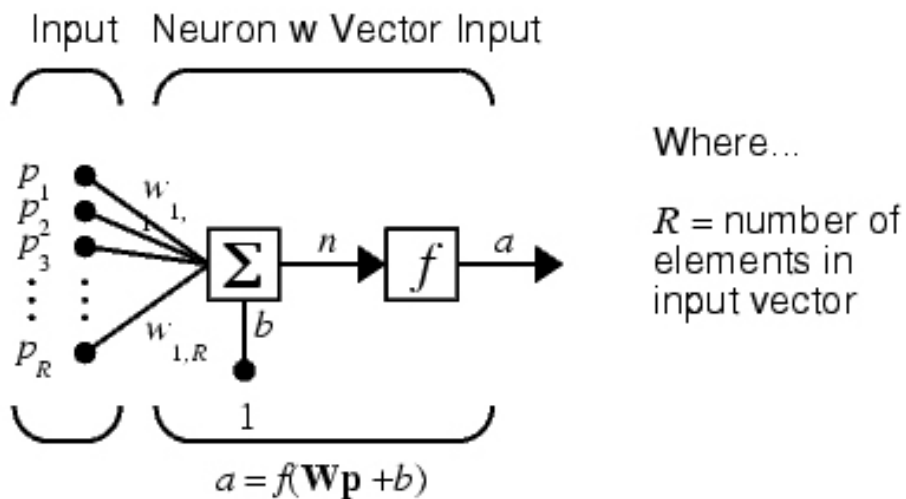 Input Neuron w Vector Input
p1 w1,1
p2
p3
Σ n f a
w1,R b
pR
1
a = f(Wp +b)
Where...
R = number of
elements in
input vector